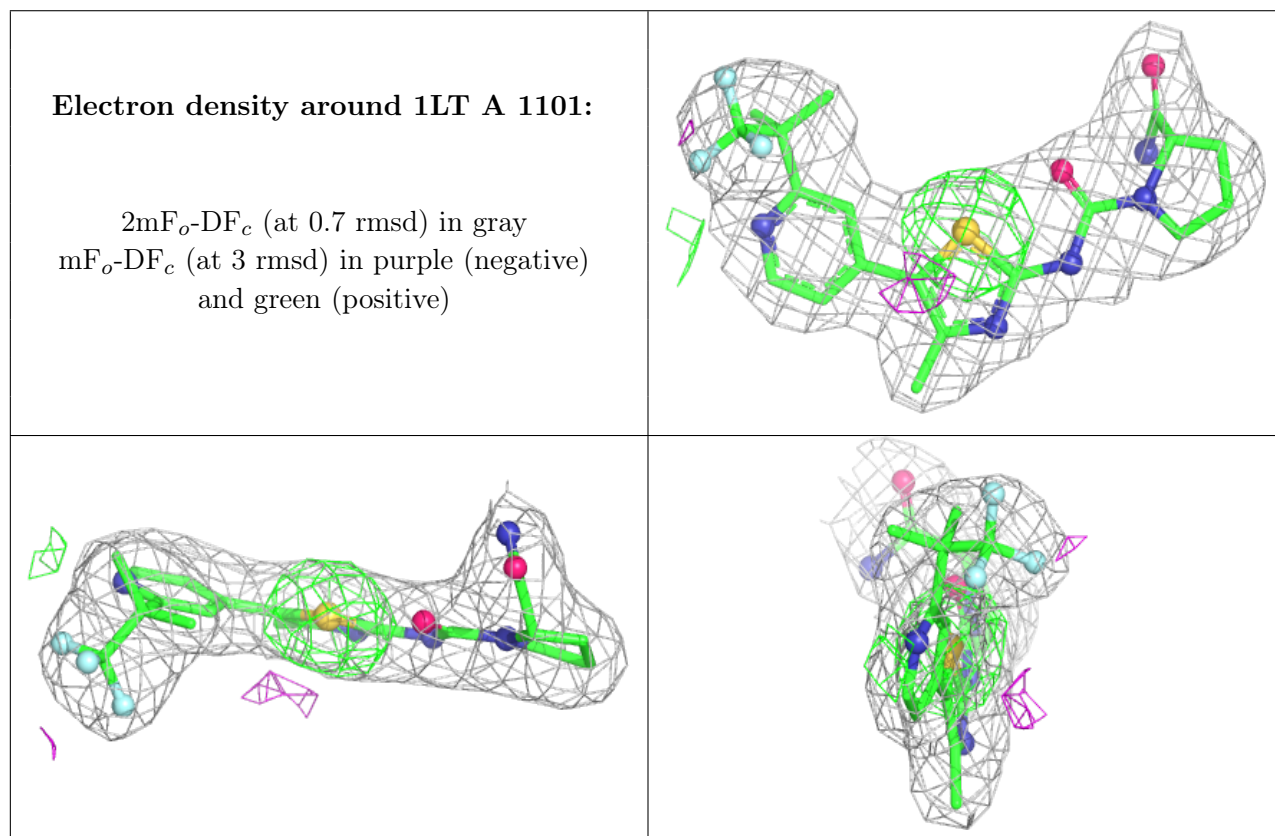 Electron density around 1LT A 1101:
2mFₒ-DF𝒸 (at 0.7 rmsd) in gray
mFₒ-DF𝒸 (at 3 rmsd) in purple (negative)
and green (positive)